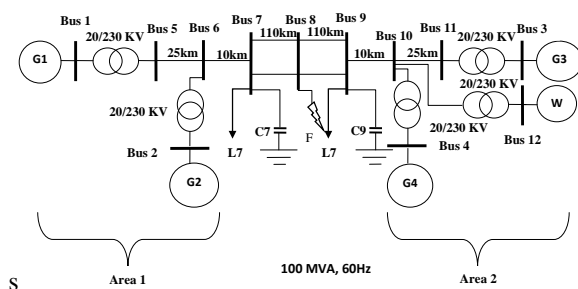 Bus 1
Bus 5
Bus 6
Bus 7
Bus 8
Bus 9
Bus 10
Bus 11
Bus 3
20/230 KV
25km
10km
110km
110km
10km
25km
20/230 KV
G1
G3
20/230 KV
20/230 KV
W
Bus 12
20/230 KV
C7
F
C9
L7
L7
Bus 2
Bus 4
G2
G4
Area 1
100 MVA, 60Hz
Area 2
S